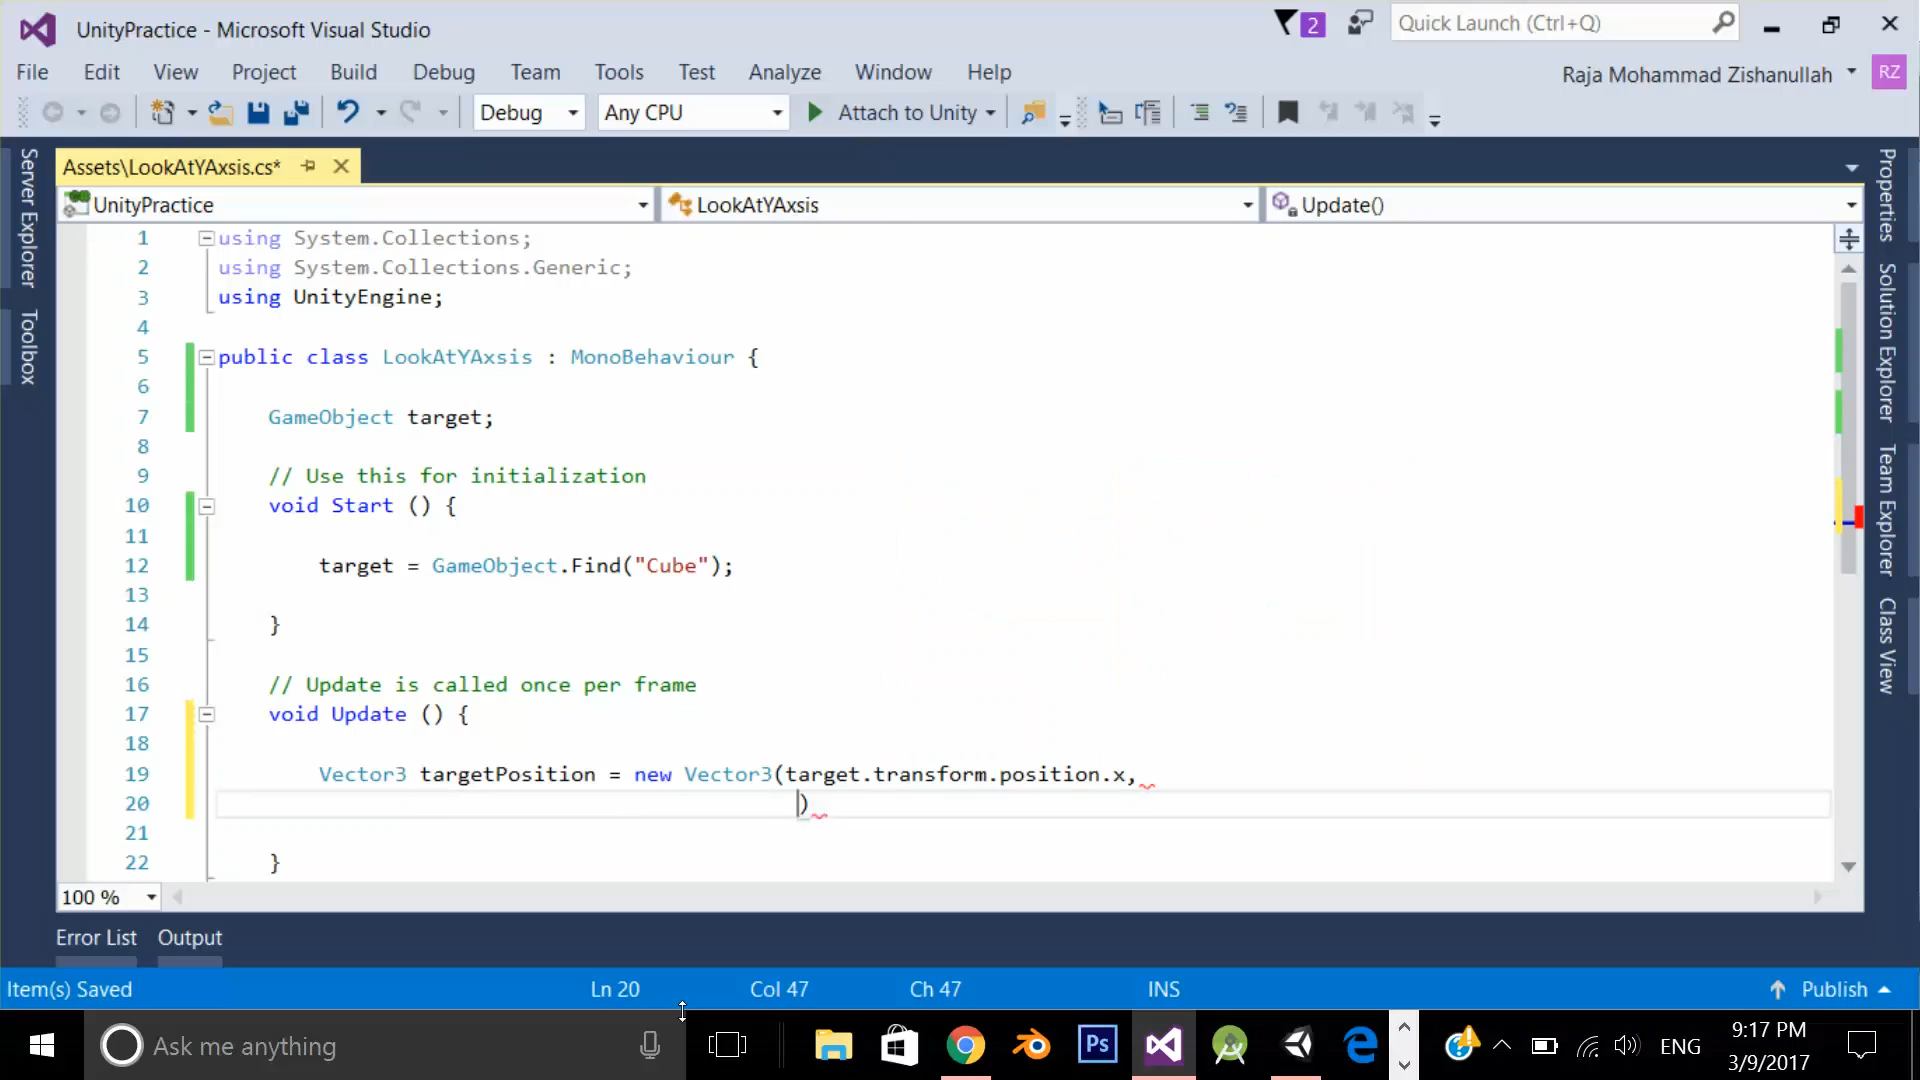 UnityPractice - Microsoft Visual Studio
2
Quick Launch (Ctrl+Q)
File Edit View Project Build Debug Team Tools Test Analyze Window Help
Raja Mohammad Zishanullah RZ
Debug Any CPU Attach to Unity
Server Explorer
Toolbox
Assets\LookAtYAxsis.cs*
UnityPractice LookAtYAxsis Update()
1 using System.Collections;
2 using System.Collections.Generic;
3 using UnityEngine;
4
5 public class LookAtYAxsis : MonoBehaviour {
6
7 GameObject target;
8
9 // Use this for initialization
10 void Start () {
11
12 target = GameObject.Find("Cube");
13
14 }
15
16 // Update is called once per frame
17 void Update () {
18
19 Vector3 targetPosition = new Vector3(target.transform.position.x,
20 )
21
22 }
100 %
Properties
Solution Explorer
Team Explorer
Class View
Error List Output
Item(s) Saved Ln 20 Col 47 Ch 47 INS Publish
Ask me anything
Ps
ENG
9:17 PM
3/9/2017